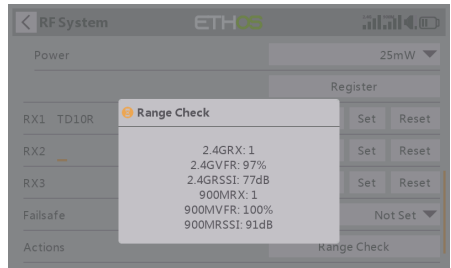 RF System
ETHOS
Power
25mW
Register
RX1 TD10R
Set
Reset
RX2
Set
Reset
RX3
Set
Reset
Failsafe
Not Set
Actions
Range Check
Range Check
2.4GRX: 1
2.4GVFR: 97%
2.4GRSSI: 77dB
900MRX: 1
900MVFR: 100%
900MRSSI: 91dB